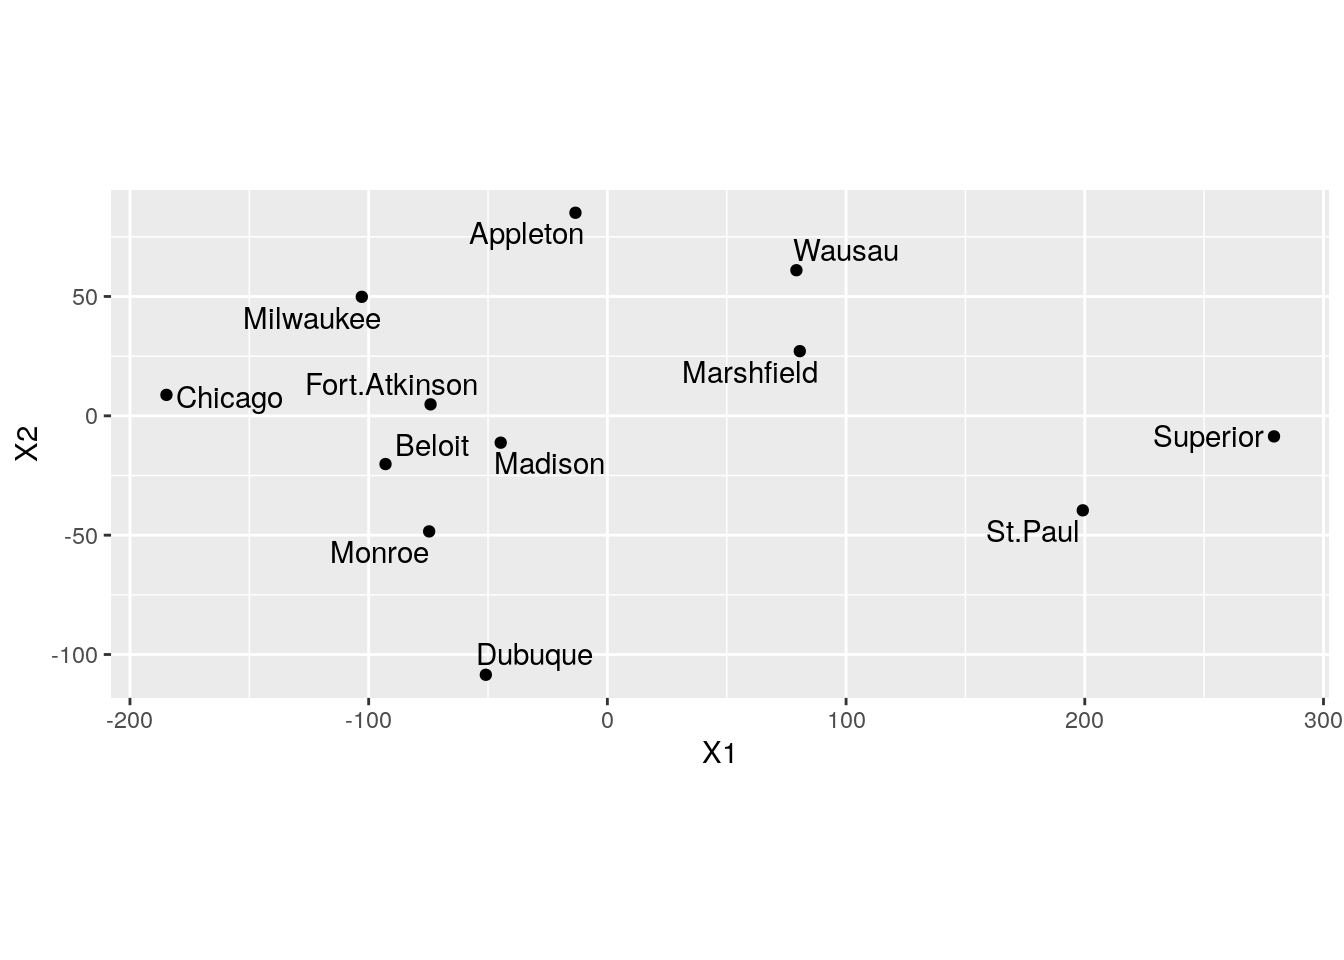 Appleton
Wausau
50
Milwaukee
Marshfield
Fort.Atkinson
Chicago
0
X2
Beloit
Superior
Madison
St.Paul
-50
Monroe
Dubuque
-100
-200 -100 0 100 200 300
X1